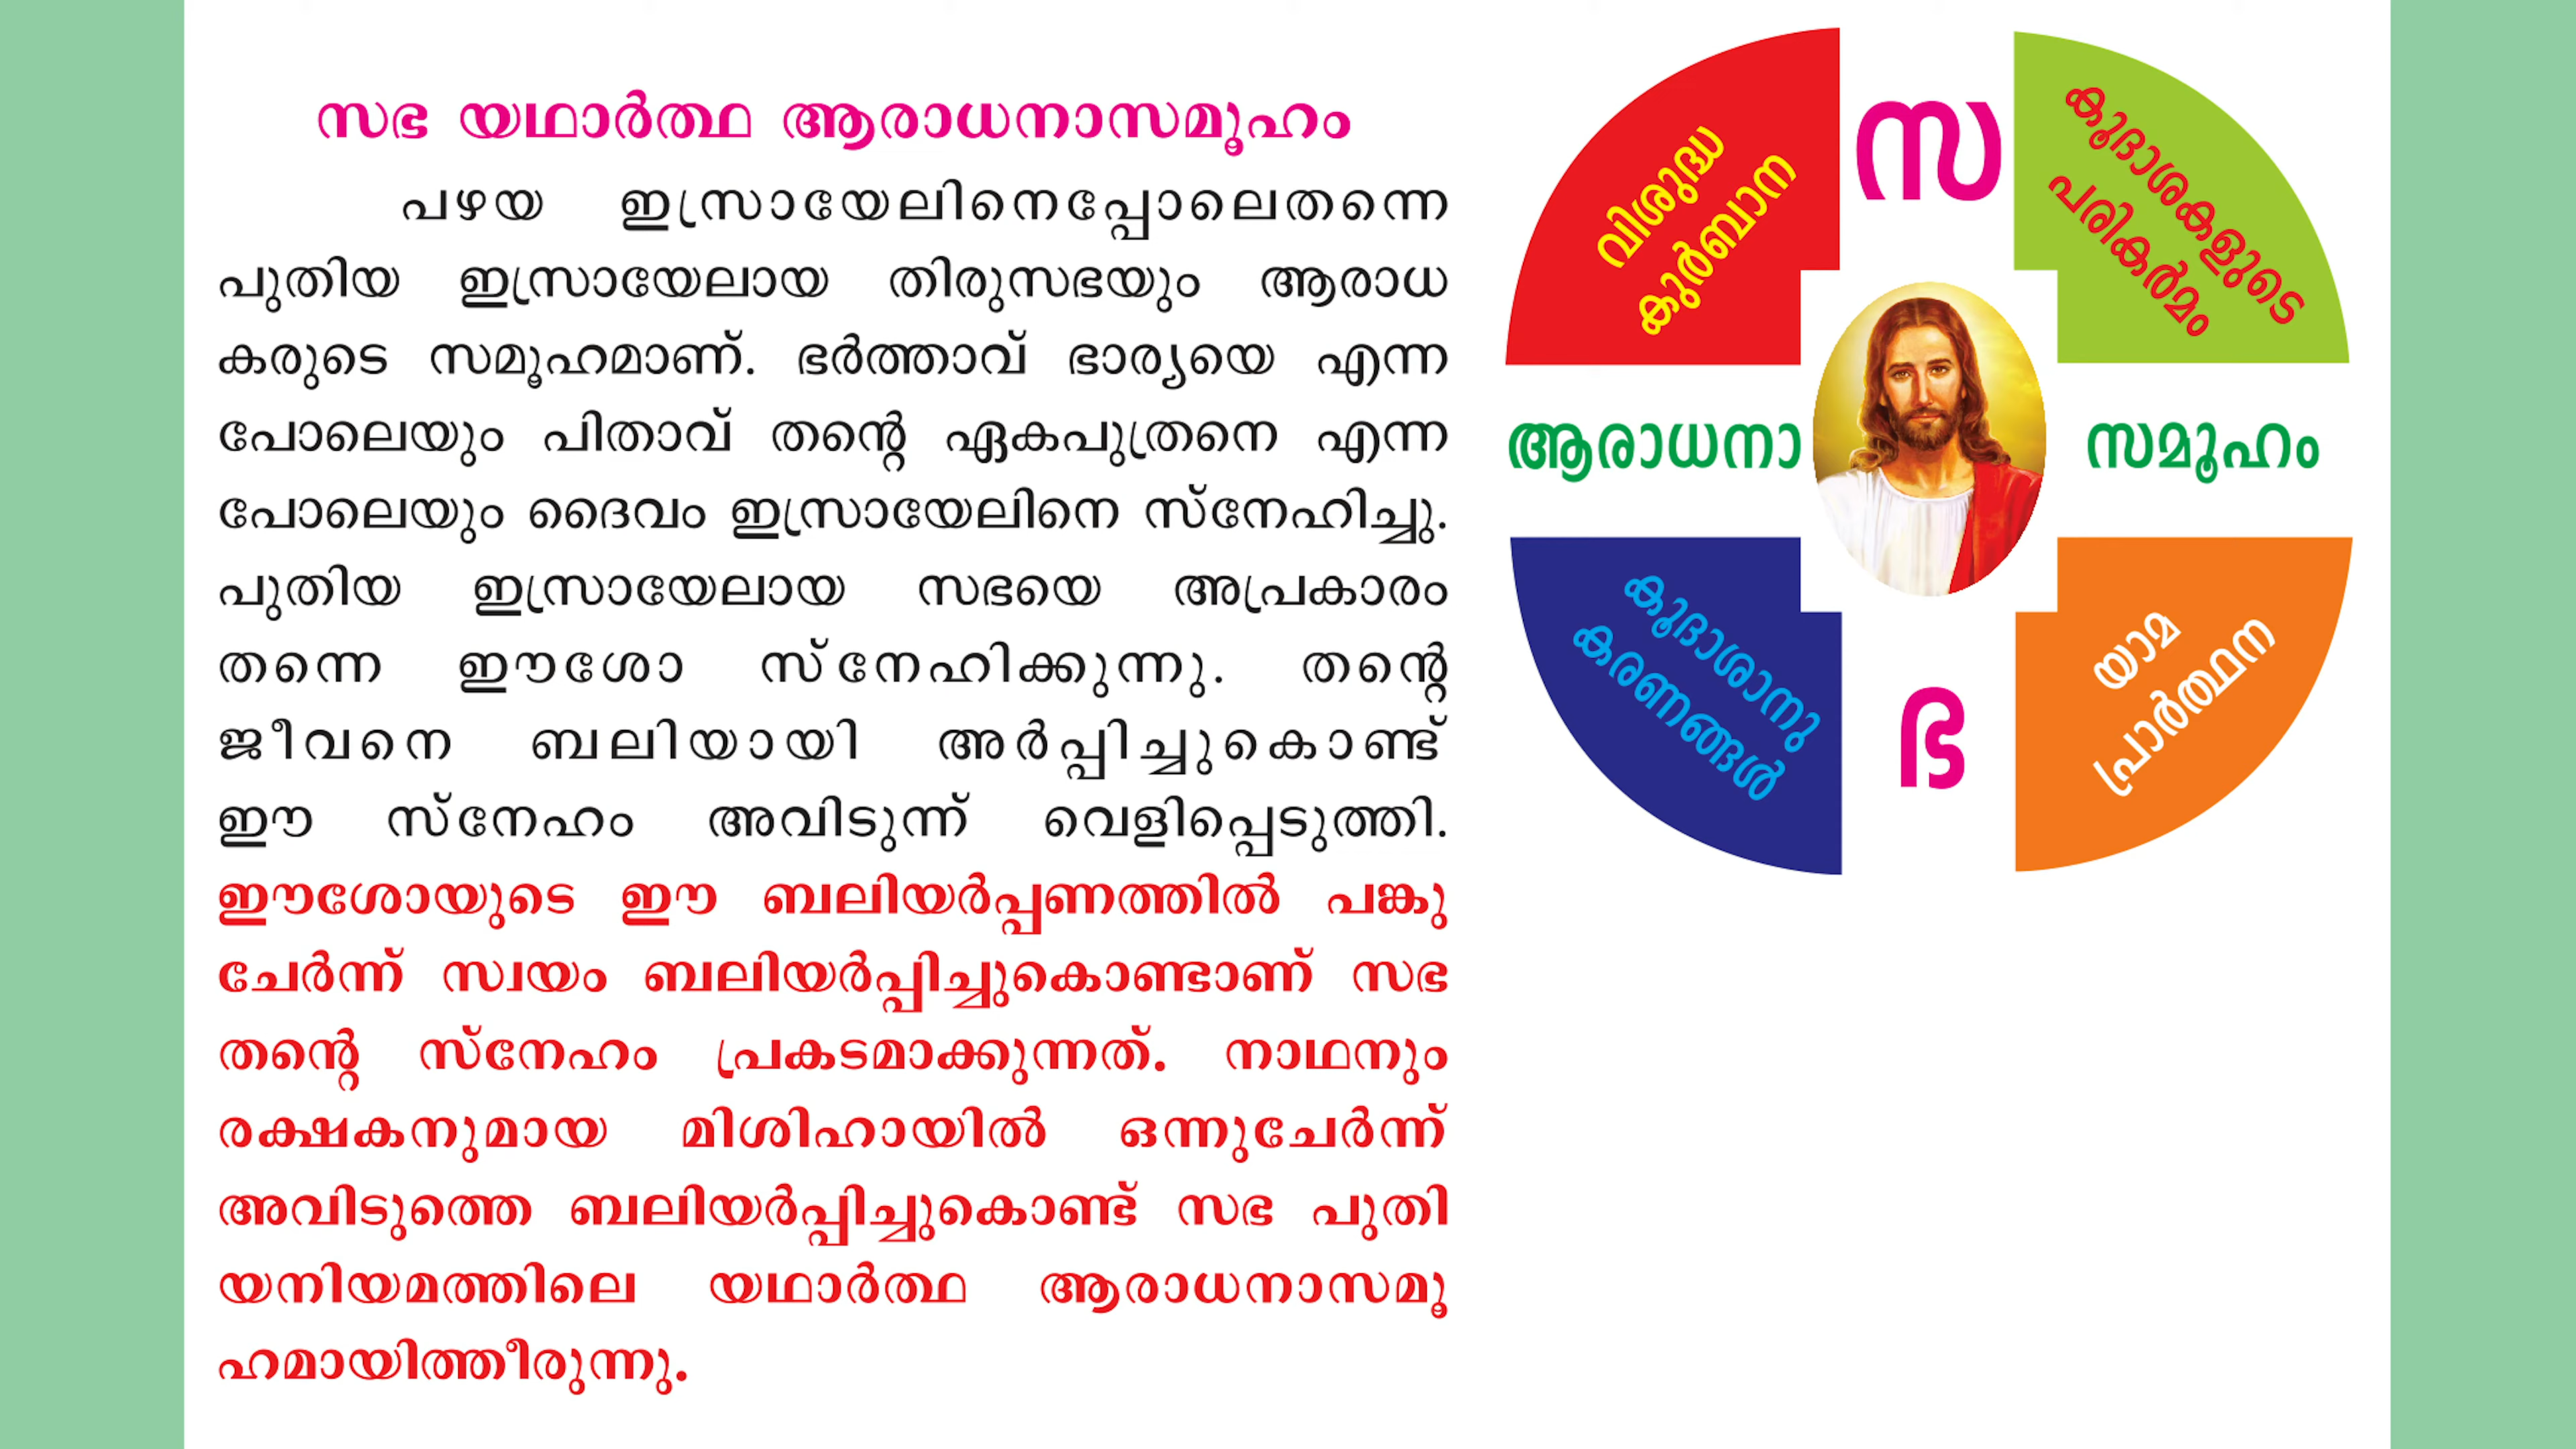 സഭ യഥാർത്ഥ ആരാധനാസമൂഹം
പഴയ ഇസ്രായേലിനെപ്പോലെതന്നെ
പുതിയ ഇസ്രായേലായ തിരുസഭയും ആരാധ
കരുടെ സമൂഹമാണ്. ഭർത്താവ് ഭാര്യയെ എന്ന
പോലെയും പിതാവ് തന്റെ ഏകപുത്രനെ എന്ന
പോലെയും ദൈവം ഇസ്രായേലിനെ സ്നേഹിച്ചു.
പുതിയ ഇസ്രായേലായ സഭയെ അപ്രകാരം
തന്നെ ഈശോ സ്നേഹിക്കുന്നു. തന്റെ
ജീവനെ ബലിയായി അർപ്പിച്ചുകൊണ്ട്
ഈ സ്നേഹം അവിടുന്ന് വെളിപ്പെടുത്തി.
ഈശോയുടെ ഈ ബലിയർപ്പണത്തിൽ പങ്കു
ചേർന്ന് സ്വയം ബലിയർപ്പിച്ചുകൊണ്ടാണ് സഭ
തന്റെ സ്നേഹം പ്രകടമാക്കുന്നത്. നാഥനും
രക്ഷകനുമായ മിശിഹായിൽ ഒന്നുചേർന്ന്
അവിടുത്തെ ബലിയർപ്പിച്ചുകൊണ്ട് സഭ പുതി
യനിയമത്തിലെ യഥാർത്ഥ ആരാധനാസമൂ
ഹമായിത്തീരുന്നു.
വിശുദ്ധ
കുർബാന
സ
കൂദാശകളുടെ
പരികർമം
ആരാധനാ
സമൂഹം
കൂദാശാനു
കരണങ്ങൾ
ഭ
യാമ
പ്രാർത്ഥന